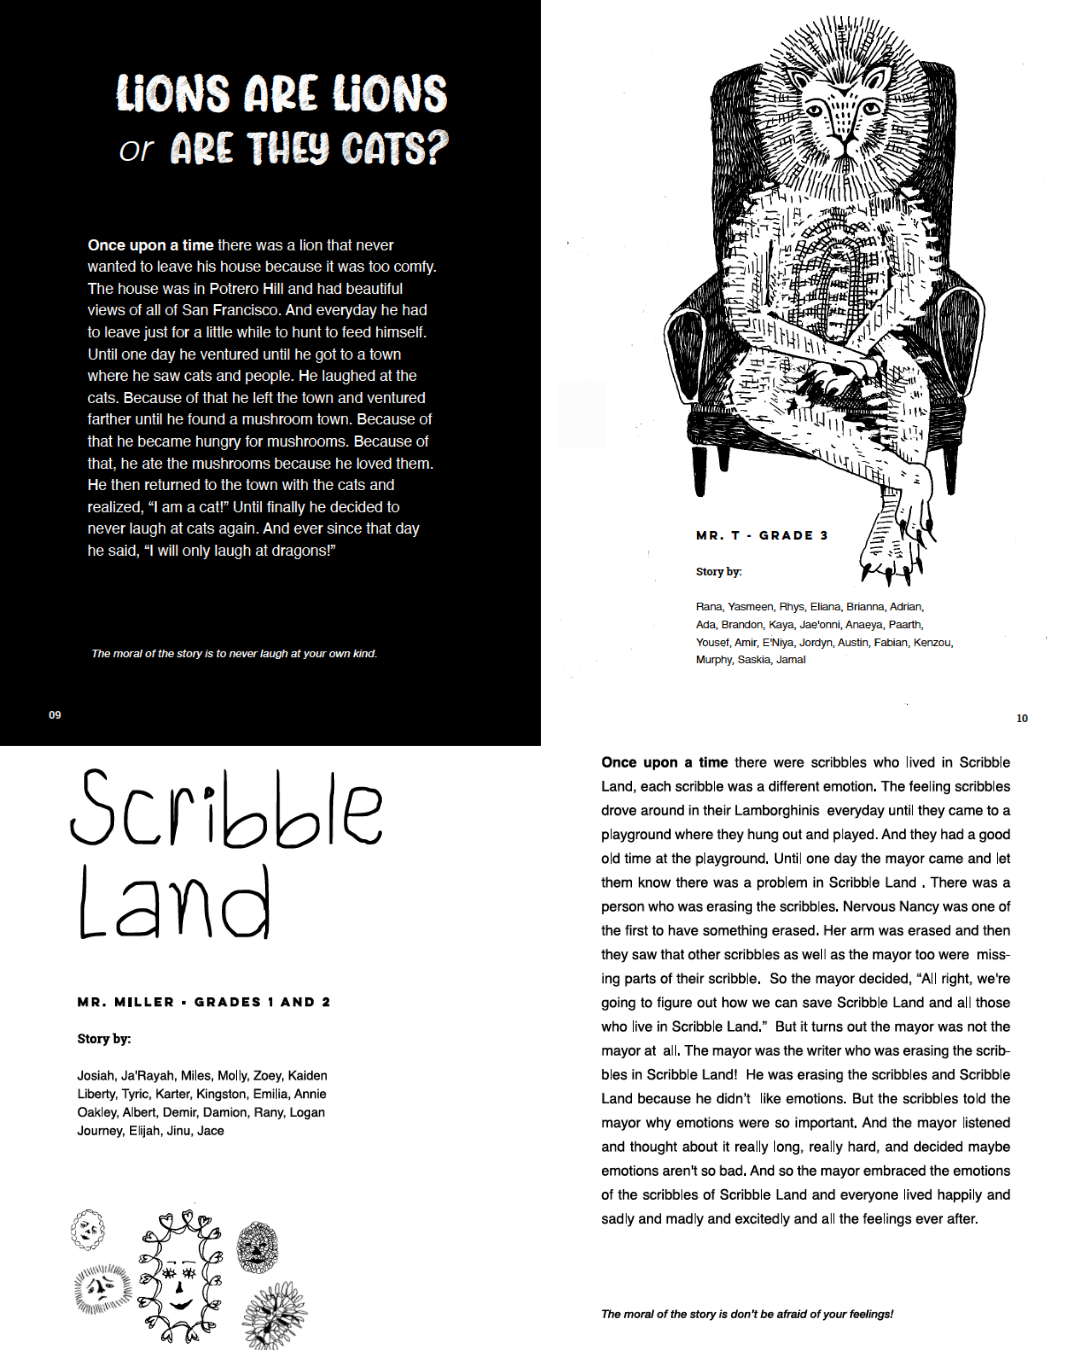 LIONS ARE LIONS
or ARE THEY CATS?
Once upon a time there was a lion that never
wanted to leave his house because it was too comfy.
The house was in Potrero Hill and had beautiful
views of all of San Francisco. And everyday he had
to leave just for a little while to hunt to feed himself.
Until one day he ventured until he got to a town
where he saw cats and people. He laughed at the
cats. Because of that he left the town and ventured
farther until he found a mushroom town. Because of
that he became hungry for mushrooms. Because of
that, he ate the mushrooms because he loved them.
He then returned to the town with the cats and
realized, “I am a cat!” Until finally he decided to
never laugh at cats again. And ever since that day
he said, “I will only laugh at dragons!”
The moral of the story is to never laugh at your own kind.
09
MR. T - GRADE 3
Story by:
Rana, Yasmeen, Rhys, Eliana, Brianna, Adrian,
Ada, Brandon, Kaya, Jae'onni, Anaeya, Paarth,
Yousef, Amir, E'Niya, Jordyn, Austin, Fabian, Kenzou,
Murphy, Saskia, Jamal
10
Scribble
Land
MR. MILLER - GRADES 1 AND 2
Story by:
Josiah, Ja'Rayah, Miles, Molly, Zoey, Kaiden
Liberty, Tyric, Karter, Kingston, Emilia, Annie
Oakley, Albert, Demir, Damion, Rany, Logan
Journey, Elijah, Jinu, Jace
Once upon a time there were scribbles who lived in Scribble
Land, each scribble was a different emotion. The feeling scribbles
drove around in their Lamborghinis everyday until they came to a
playground where they hung out and played. And they had a good
old time at the playground. Until one day the mayor came and let
them know there was a problem in Scribble Land . There was a
person who was erasing the scribbles. Nervous Nancy was one of
the first to have something erased. Her arm was erased and then
they saw that other scribbles as well as the mayor too were miss-
ing parts of their scribble. So the mayor decided, “All right, we're
going to figure out how we can save Scribble Land and all those
who live in Scribble Land.” But it turns out the mayor was not the
mayor at all. The mayor was the writer who was erasing the scrib-
bles in Scribble Land! He was erasing the scribbles and Scribble
Land because he didn't like emotions. But the scribbles told the
mayor why emotions were so important. And the mayor listened
and thought about it really long, really hard, and decided maybe
emotions aren't so bad. And so the mayor embraced the emotions
of the scribbles of Scribble Land and everyone lived happily and
sadly and madly and excitedly and all the feelings ever after.
The moral of the story is don't be afraid of your feelings!